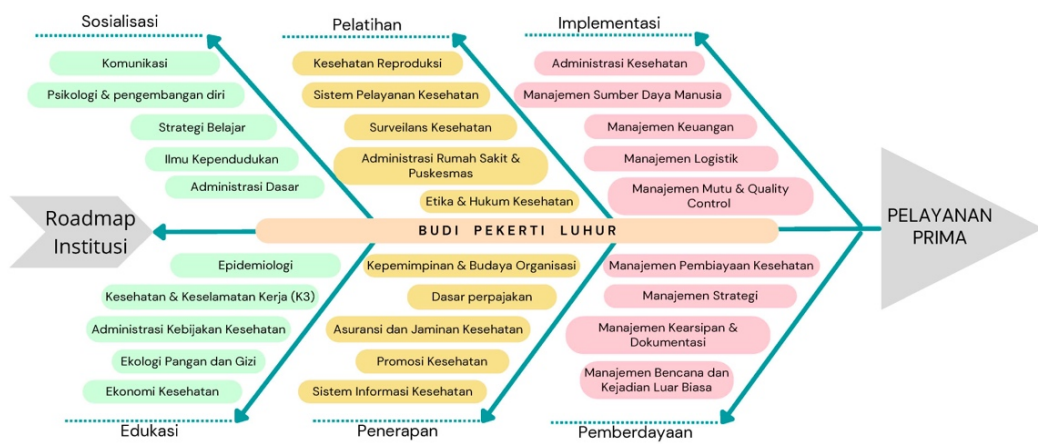 Sosialisasi
Komunikasi
Psikologi & pengembangan diri
Strategi Belajar
Ilmu Kependudukan
Administrasi Dasar
Pelatihan
Kesehatan Reproduksi
Sistem Pelayanan Kesehatan
Surveilans Kesehatan
Administrasi Rumah Sakit &
Puskesmas
Etika & Hukum Kesehatan
Implementasi
Administrasi Kesehatan
Manajemen Sumber Daya Manusia
Manajemen Keuangan
Manajemen Logistik
Manajemen Mutu & Quality
Control
Roadmap
Institusi
BUDI PEKERTI LUHUR
PELAYANAN
PRIMA
Epidemiologi
Kesehatan & Keselamatan Kerja (K3)
Administrasi Kebijakan Kesehatan
Ekologi Pangan dan Gizi
Ekonomi Kesehatan
Edukasi
Kepemimpinan & Budaya Organisasi
Dasar perpajakan
Asuransi dan Jaminan Kesehatan
Promosi Kesehatan
Sistem Informasi Kesehatan
Penerapan
Manajemen Pembiayaan Kesehatan
Manajemen Strategi
Manajemen Kearsipan &
Dokumentasi
Manajemen Bencana dan
Kejadian Luar Biasa
Pemberdayaan